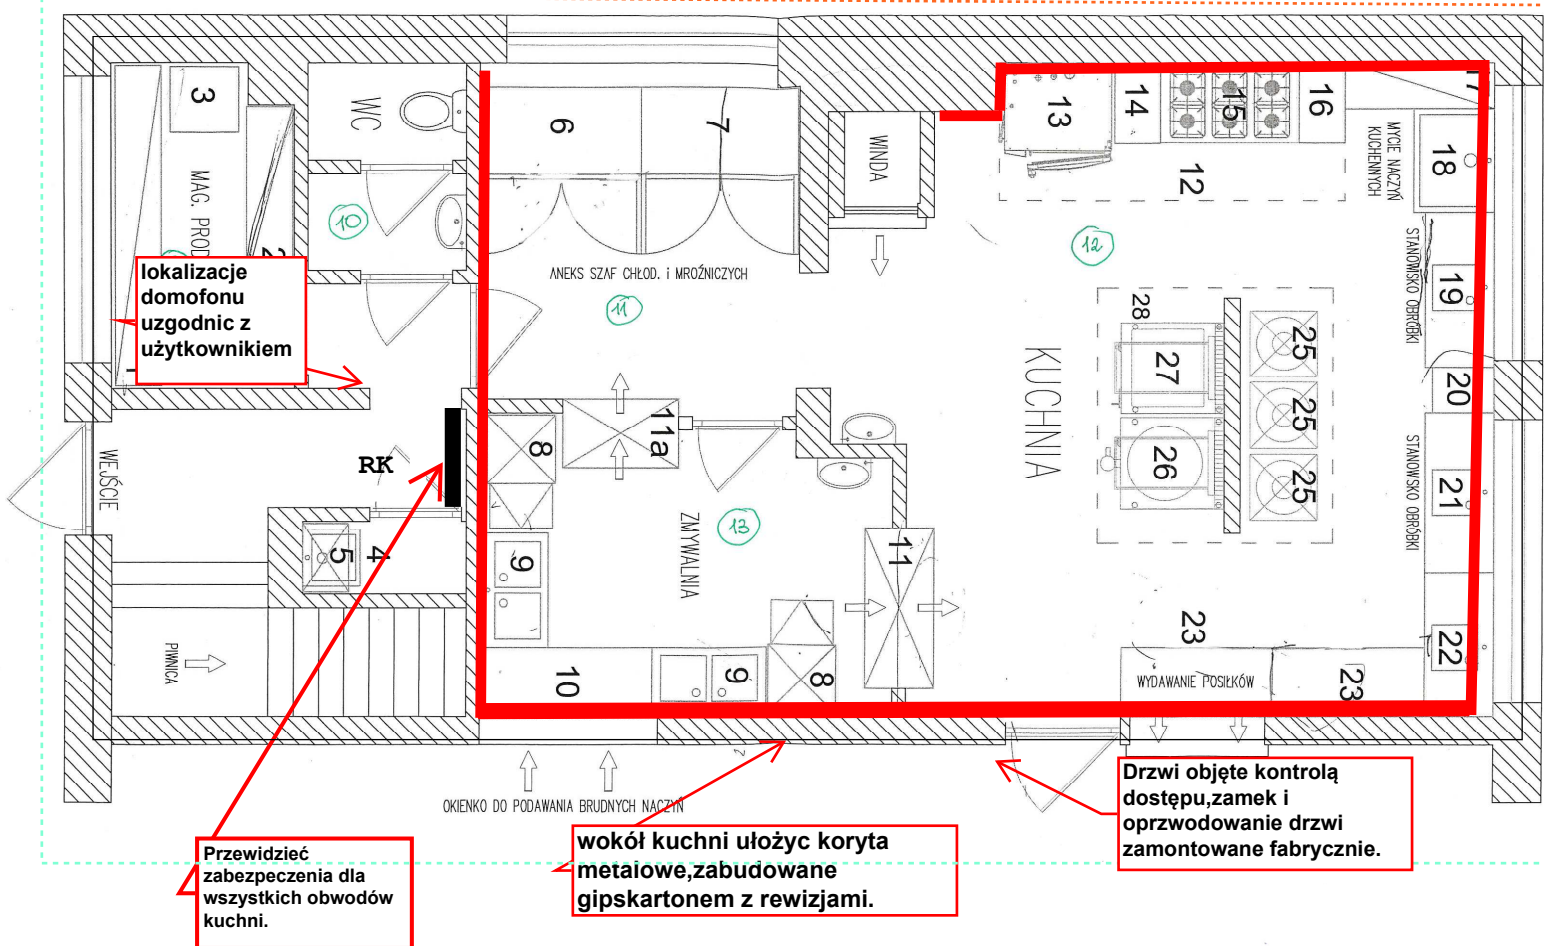 3
MAG. PROD
2
1
WC
10
6
7
ANEKS SZAF CHŁOD. i MROŹNICZYCH
11
WINDA
13
14
15
16
17
12
MYCIE NACZYŃ
KUCHENNYCH
18
12
STANOWISKO OBRÓBKI
19
20
STANOWISKO OBRÓBKI
21
22
28
27
26
25
25
25
KUCHNIA
lokalizacje
domofonu
uzgodnic z
użytkownikiem
WEJŚCIE
RK
5
4
PIWNICA
8
11a
9
ZMYWALNIA
13
11
10
9
8
23
WYDAWANIE POSIŁKÓW
23
OKIENKO DO PODAWANIA BRUDNYCH NACZYŃ
Przewidzieć
zabezpeczenia dla
wszystkich obwodów
kuchni.
wokół kuchni ułożyc koryta
metalowe,zabudowane
gipskartonem z rewizjami.
Drzwi objęte kontrolą
dostępu,zamek i
oprzwodowanie drzwi
zamontowane fabrycznie.